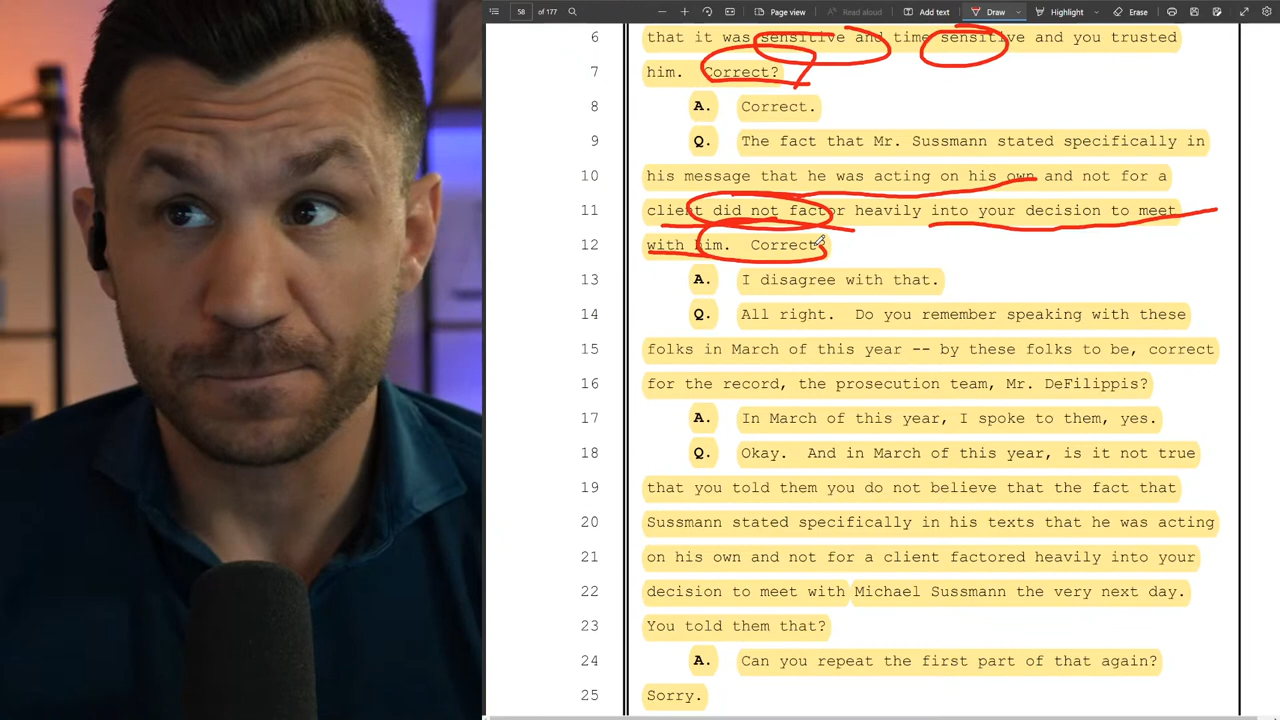 58 of 177
Page view
Read aloud
Add text
Draw
Highlight
Erase
6 that it was sensitive and time sensitive and you trusted
7 him. Correct?
8 A. Correct.
9 Q. The fact that Mr. Sussmann stated specifically in
10 his message that he was acting on his own and not for a
11 client did not factor heavily into your decision to meet
12 with him. Correct
13 A. I disagree with that.
14 Q. All right. Do you remember speaking with these
15 folks in March of this year -- by these folks to be, correct
16 for the record, the prosecution team, Mr. DeFilippis?
17 A. In March of this year, I spoke to them, yes.
18 Q. Okay. And in March of this year, is it not true
19 that you told them you do not believe that the fact that
20 Sussmann stated specifically in his texts that he was acting
21 on his own and not for a client factored heavily into your
22 decision to meet with Michael Sussmann the very next day.
23 You told them that?
24 A. Can you repeat the first part of that again?
25 Sorry.